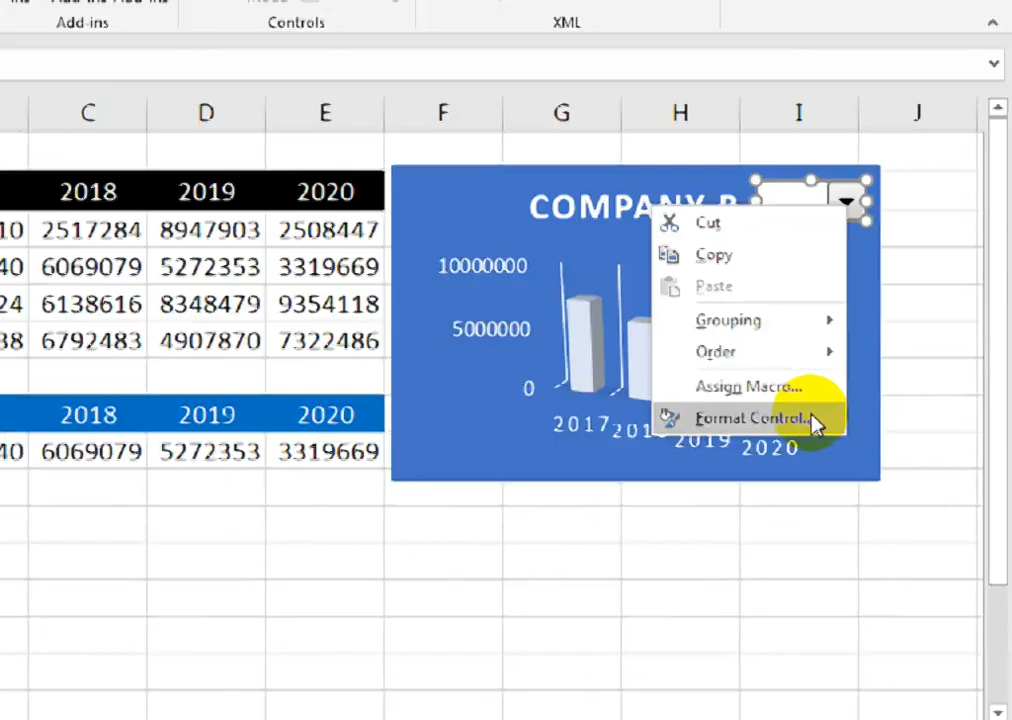 Add-ins Controls XML
C D E F G H I J
2018 2019 2020
10 2517284 8947903 2508447
40 6069079 5272353 3319669
24 6138616 8348479 9354118
38 6792483 4907870 7322486
2018 2019 2020
40 6069079 5272353 3319669
COMPANY B
10000000
5000000
0
2017
2019
2020
Cut
Copy
Paste
Grouping
Order
Assign Macro...
Format Control...